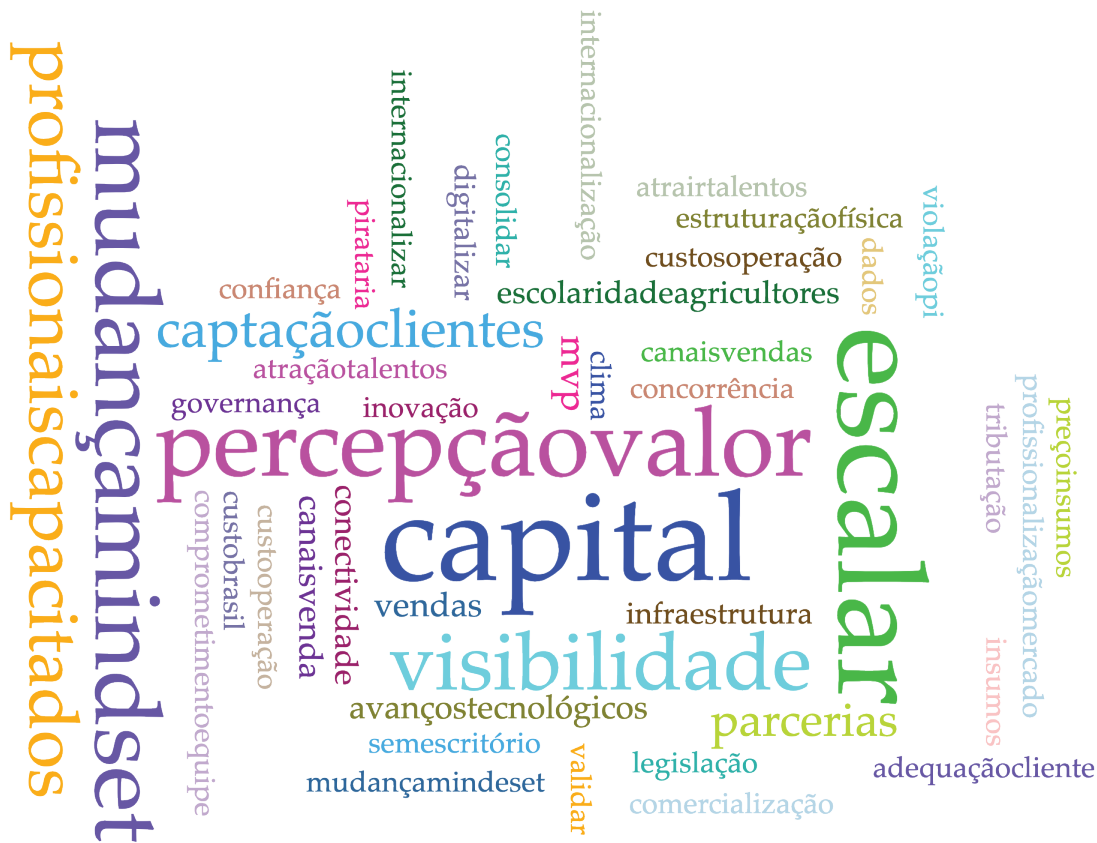 profissionaiscapacitados
mudançamindset
internacionalização
internacionalizar
consolidar
digitalizar
pirataria
atrairtalentos
estruturaçãofísica
violaçãopi
dados
custosoperação
confiança
escolaridadeagricultores
captaçãoclientes
mvp
clima
canaisvendas
atraçãotalentos
concorrência
governança
inovação
escalar
percepçãovalor
tributação
profissionalizaçãomercado
preçoinsumos
capital
comprometimentoequipe
custobrasil
custooperação
canaisvenda
conectividade
vendas
infraestrutura
visibilidade
insumos
avançostecnológicos
parcerias
semescritório
validar
legislação
adequaçãocliente
mudançamindeset
comercialização